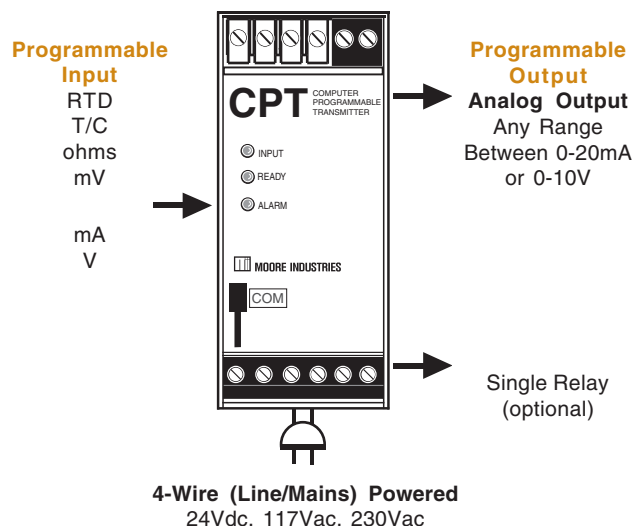 Programmable
Input
RTD
T/C
ohms
mV
mA
V
CPT
COMPUTER
PROGRAMMABLE
TRANSMITTER
INPUT
READY
ALARM
MOORE INDUSTRIES
COM
Programmable
Output
Analog Output
Any Range
Between 0-20mA
or 0-10V
Single Relay
(optional)
4-Wire (Line/Mains) Powered
24Vdc, 117Vac, 230Vac